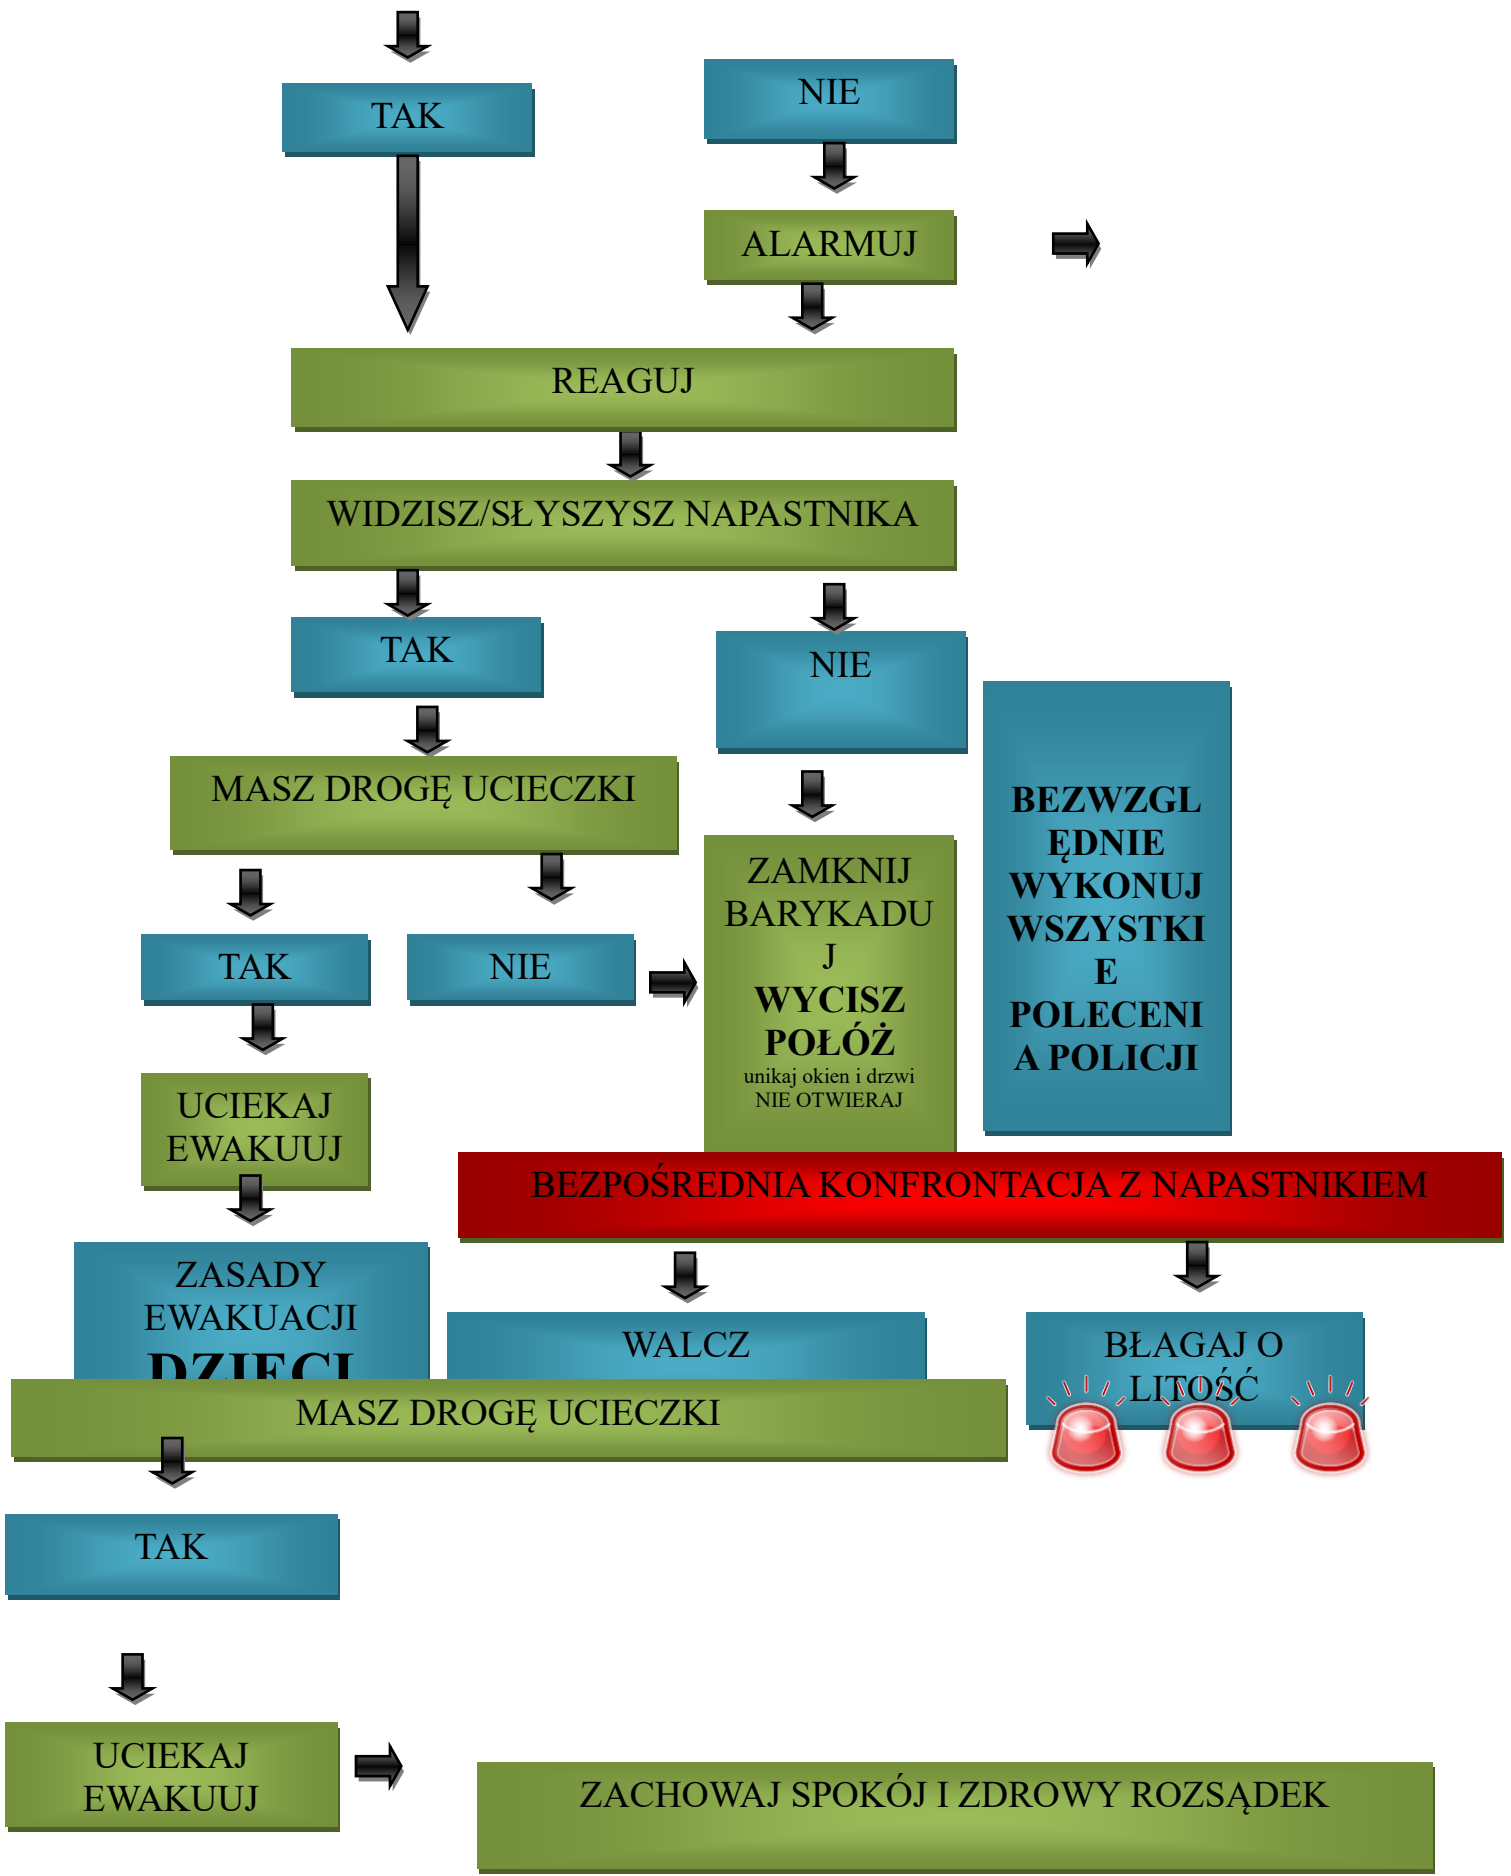 TAK
NIE
ALARMUJ
REAGUJ
WIDZISZ/SŁYSZYSZ NAPASTNIKA
TAK
NIE
MASZ DROGĘ UCIECZKI
TAK
NIE
ZAMKNIJ
BARYKADU
J
WYCISZ
POŁÓŻ
unikaj okien i drzwi
NIE OTWIERAJ
BEZWZGL
ĘDNIE
WYKONUJ
WSZYSTKI
E
POLECENI
A POLICJI
UCIEKAJ
EWAKUUJ
BEZPOŚREDNIA KONFRONTACJA Z NAPASTNIKIEM
ZASADY
EWAKUACJI
DZIECI
WALCZ
BŁAGAJ O
LITOŚĆ
MASZ DROGĘ UCIECZKI
TAK
UCIEKAJ
EWAKUUJ
ZACHOWAJ SPOKÓJ I ZDROWY ROZSĄDEK